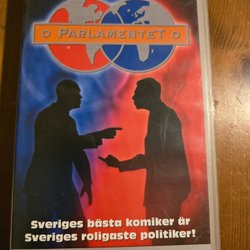 PARLAMENTET
Sveriges bästa komiker är
Sveriges roligaste politiker!